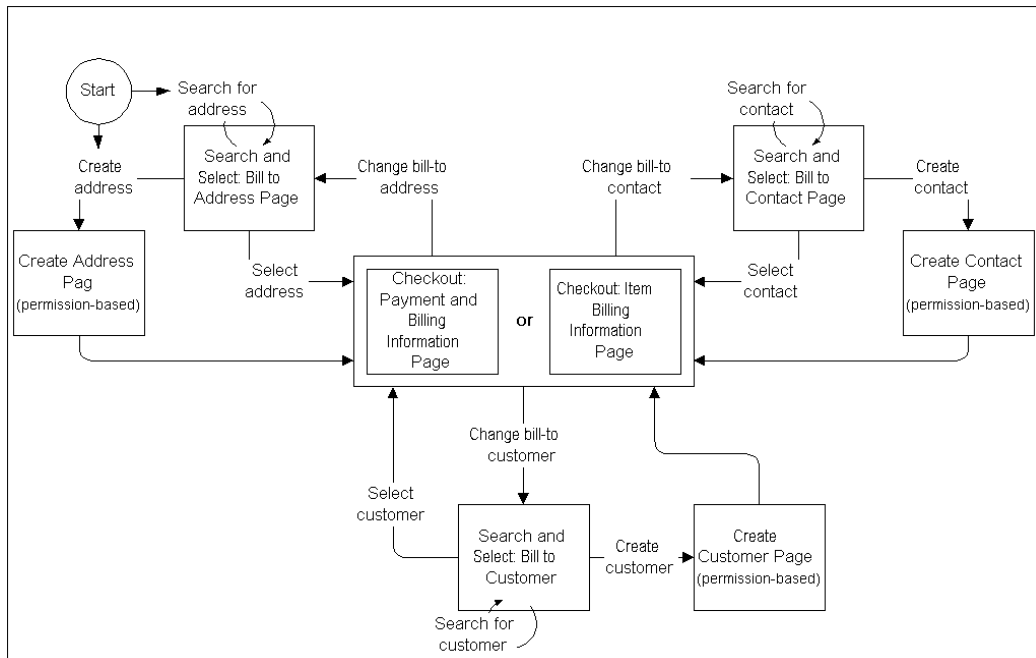 Start
Search for
address
Create
address
Search and
Select: Bill to
Address Page
Change bill-to
address
Create Address
Pag
(permission-based)
Select
address
Search for
contact
Change bill-to
contact
Search and
Select: Bill to
Contact Page
Create
contact
Select
contact
Create Contact
Page
(permission-based)
Checkout:
Payment and
Billing
Information
Page
or
Checkout: Item
Billing
Information
Page
Change bill-to
customer
Select
customer
Search and
Select: Bill to
Customer
Create
customer
Create
Customer Page
(permission-based)
Search for
customer